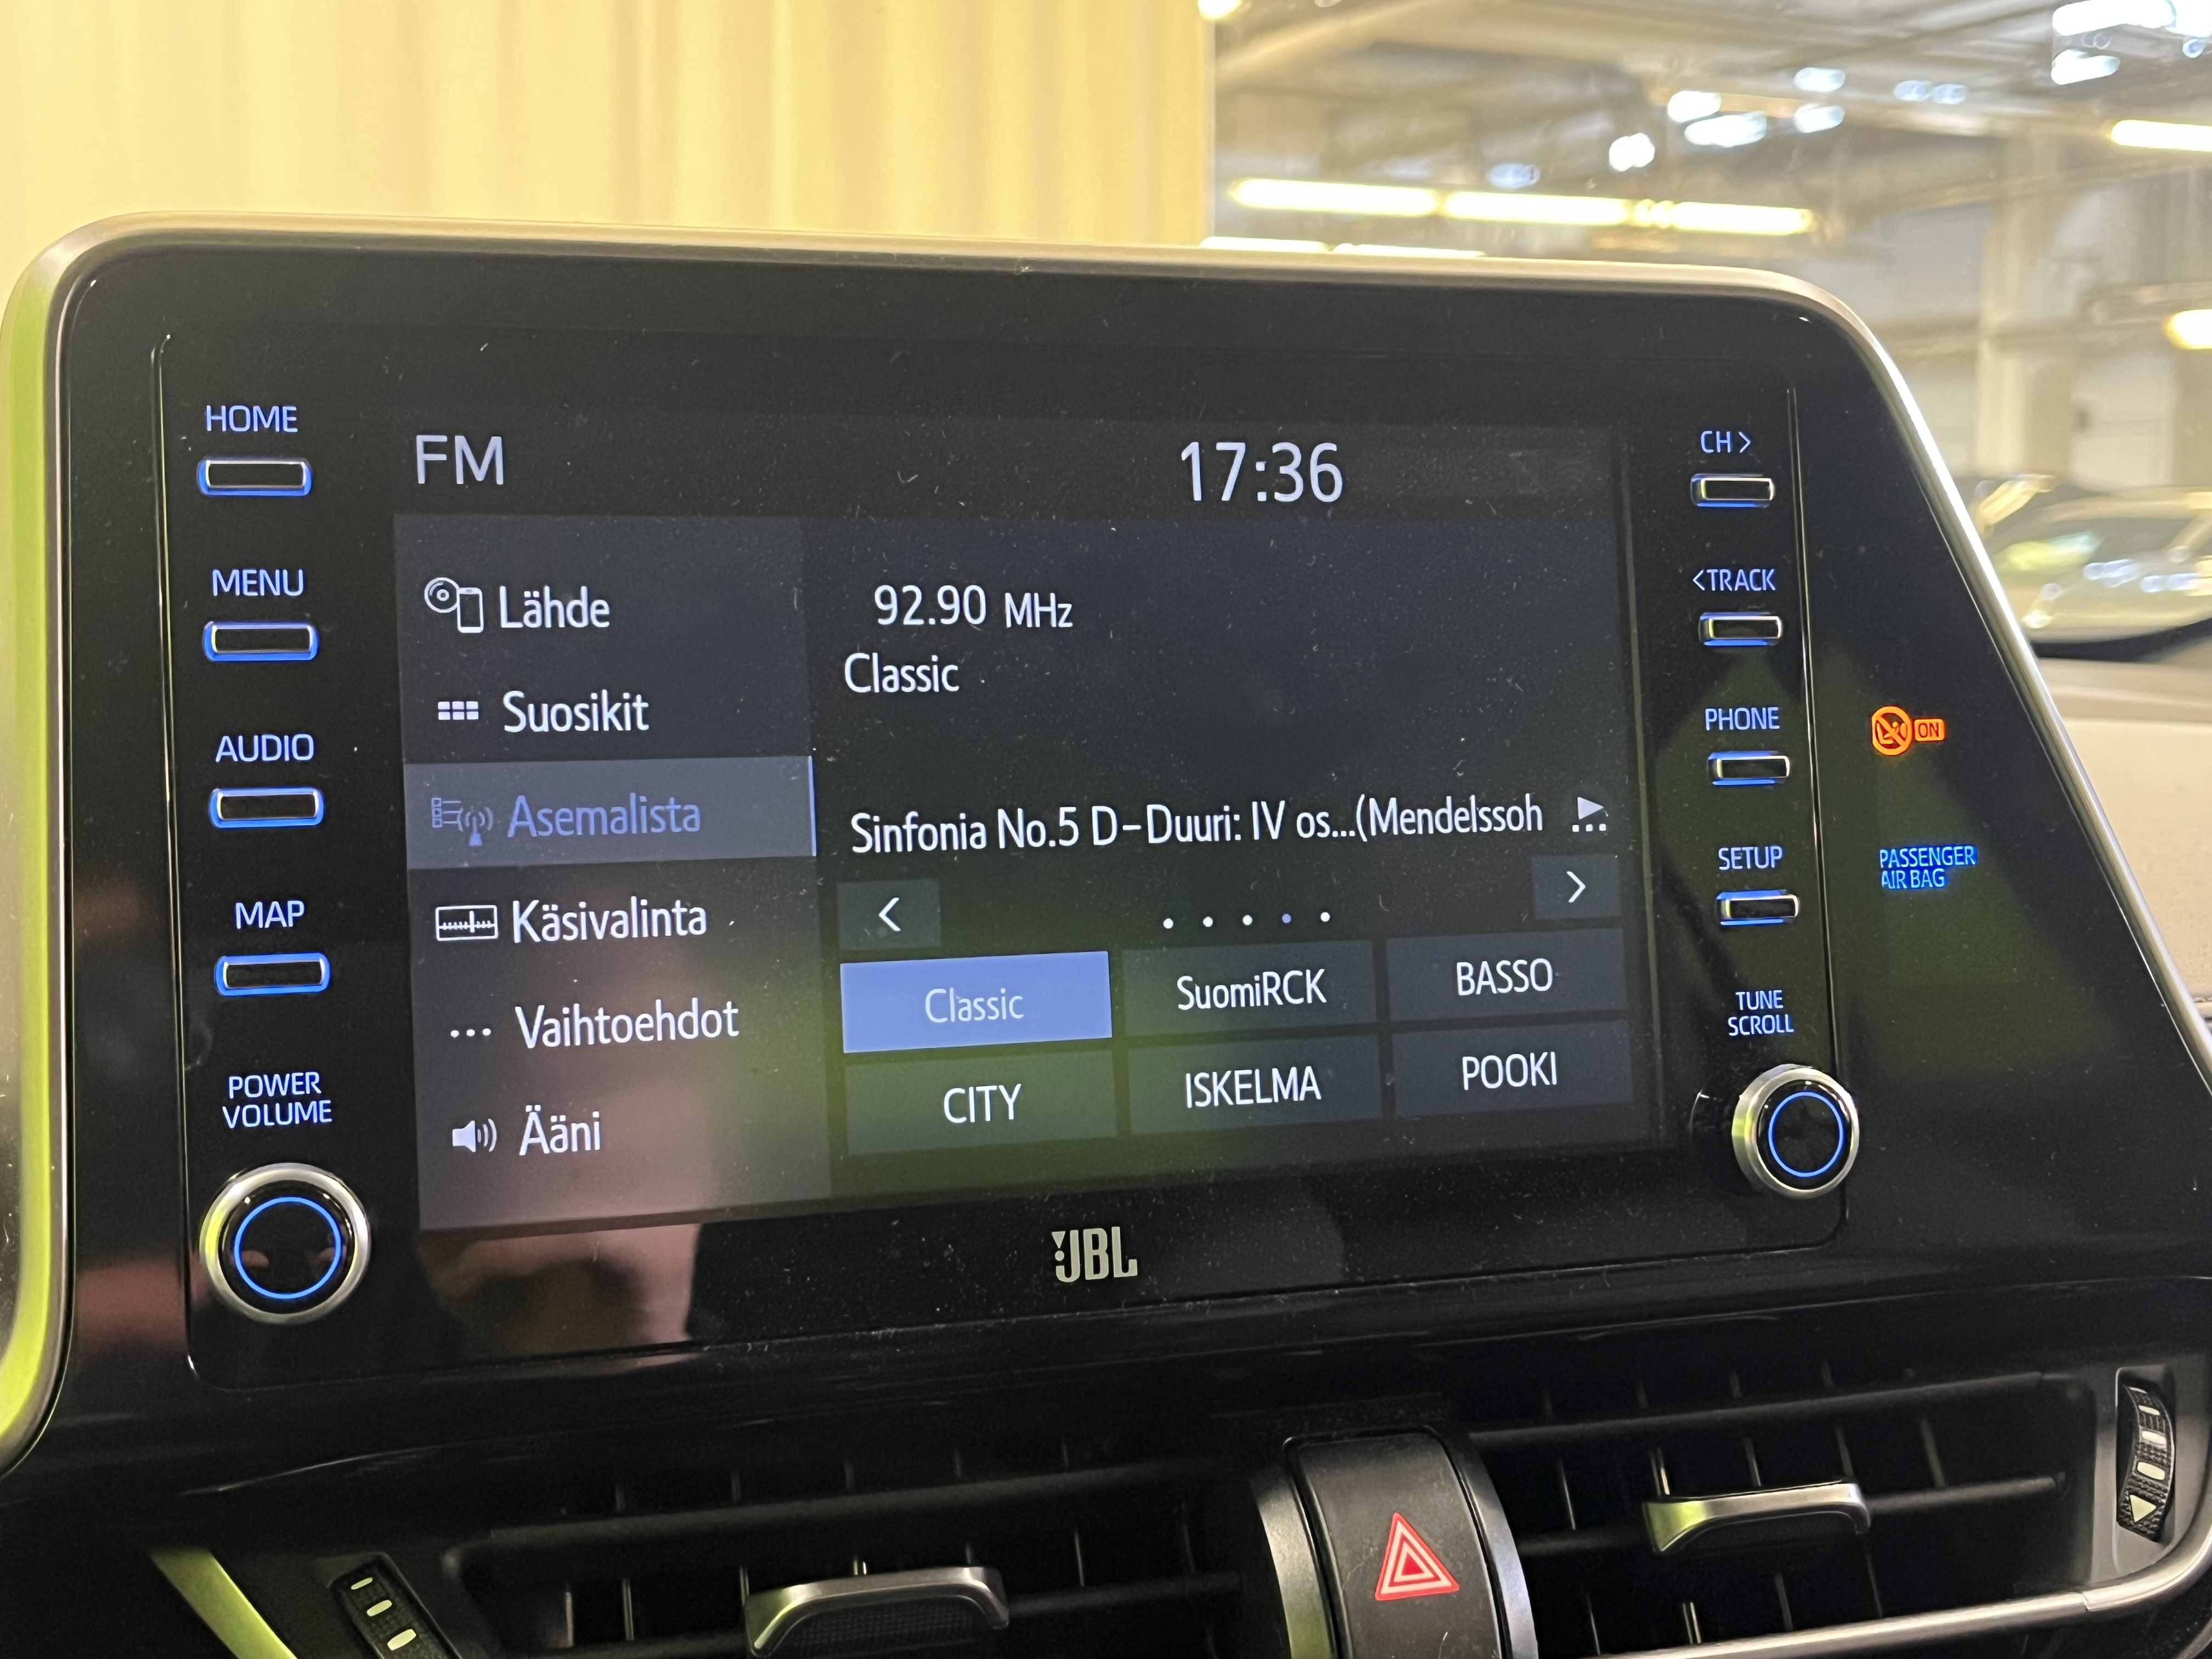 HOME
MENU
AUDIO
MAP
POWER
VOLUME
FM
17:36
Lähde
Suosikit
Asemalista
Käsivalinta
Vaihtoehdot
Ääni
92.90 MHz
Classic
Sinfonia No.5 D-Duuri: IV os...(Mendelssoh
Classic
SuomiRCK
BASSO
CITY
ISKELMA
POOKI
CH >
< TRACK
PHONE
SETUP
TUNE
SCROLL
ON
PASSENGER
AIR BAG
JBL